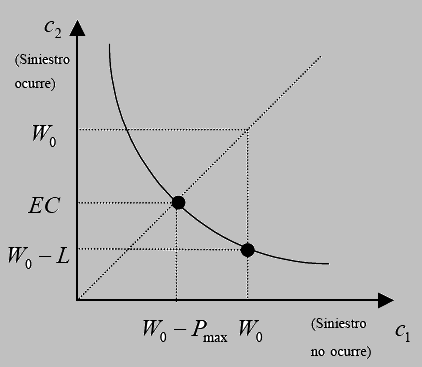 c₂
(Siniestro
ocurre)
W₀
EC
W₀ − L
W₀ − Pmax W₀ (Siniestro
no ocurre) c₁